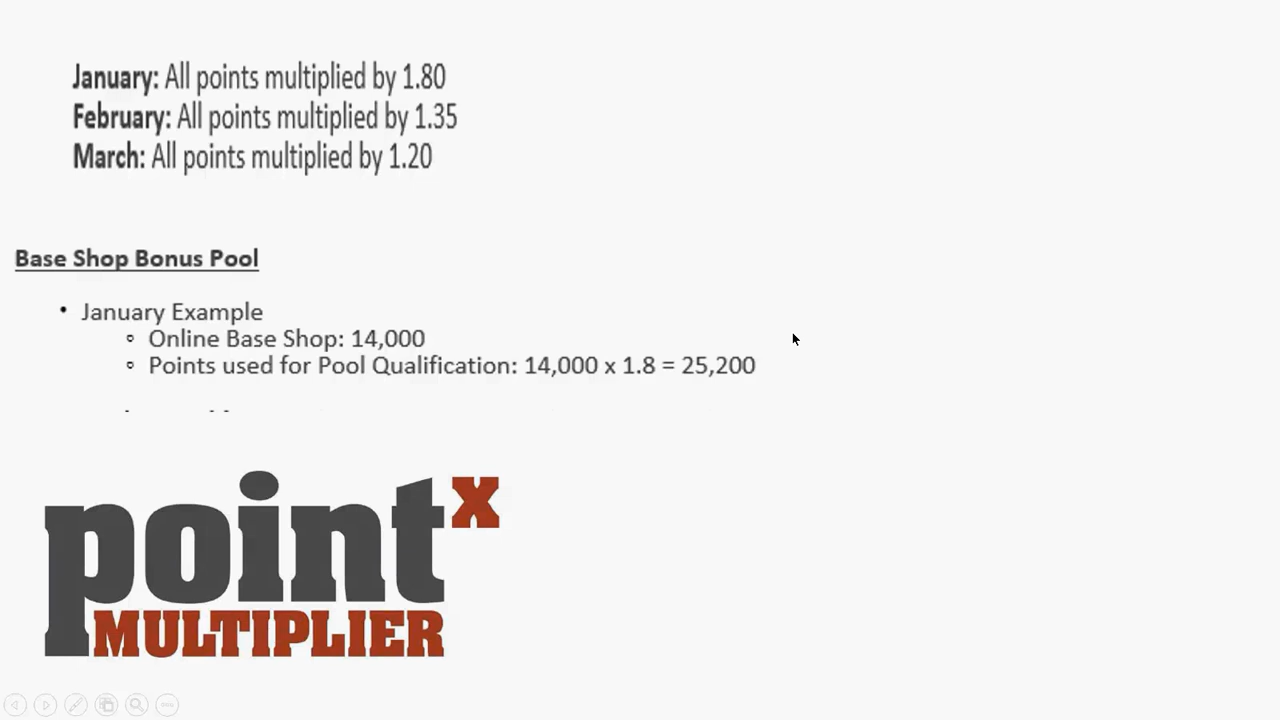 January: All points multiplied by 1.80
February: All points multiplied by 1.35
March: All points multiplied by 1.20
Base Shop Bonus Pool
• January Example
Online Base Shop: 14,000
Points used for Pool Qualification: 14,000 x 1.8 = 25,200
point x
MULTIPLIER